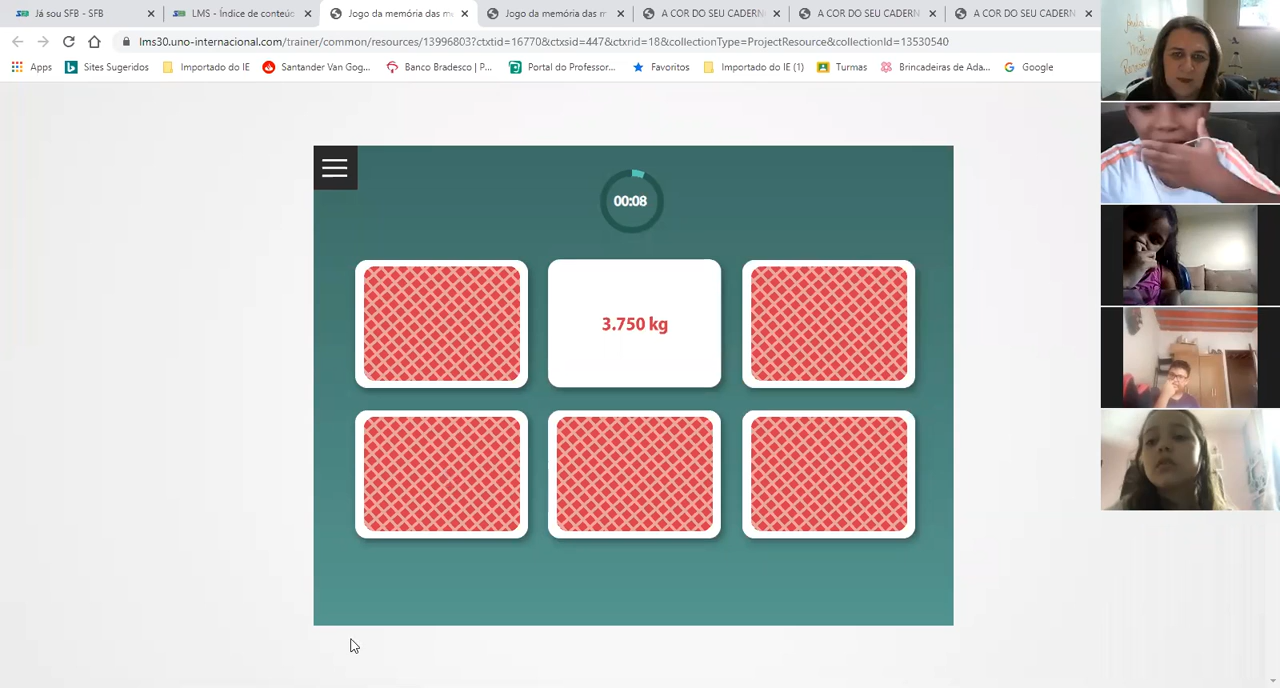 Já sou SFB - SFB
LMS - Índice de conteúc
Jogo da memória das me
Jogo da memória das m
A COR DO SEU CADERN
A COR DO SEU CADERN
A COR DO SEU CADERN
lms30.uno-internacional.com/trainer/common/resources/13996803?ctxtid=16770&ctxsid=447&ctxrid=18&collectionType=ProjectResource&collectionId=13530540
Apps
Sites Sugeridos
Importado do IE
Santander Van Gog...
Banco Bradesco | P...
Portal do Professor...
Favoritos
Importado do IE (1)
Turmas
Brincadeiras de Ada...
Google
00:08
3.750 kg